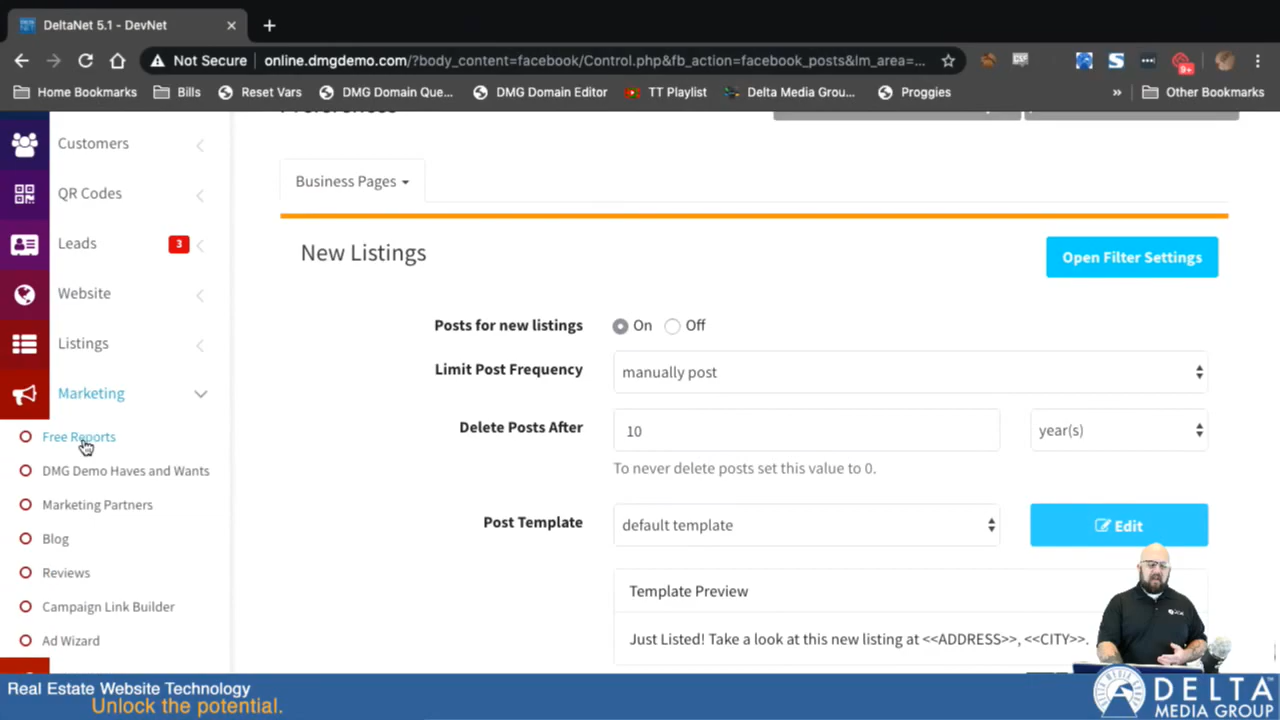 DeltaNet 5.1 - DevNet
Not Secure online.dmgdemo.com/?body_content=facebook/Control.php&fb_action=facebook_posts&lm_area=...
9+
Home Bookmarks Bills Reset Vars DMG Domain Que... DMG Domain Editor TT Playlist Delta Media Grou... Proggies » Other Bookmarks
Customers
QR Codes
Leads 3
Website
Listings
Marketing
Free Reports
DMG Demo Haves and Wants
Marketing Partners
Blog
Reviews
Campaign Link Builder
Ad Wizard
Business Pages
New Listings
Open Filter Settings
Posts for new listings On Off
Limit Post Frequency manually post
Delete Posts After 10 year(s)
To never delete posts set this value to 0.
Post Template default template Edit
Template Preview
Just Listed! Take a look at this new listing at <<ADDRESS>>, <<CITY>>.
Real Estate Website Technology
Unlock the potential.
DELTA
MEDIA GROUP